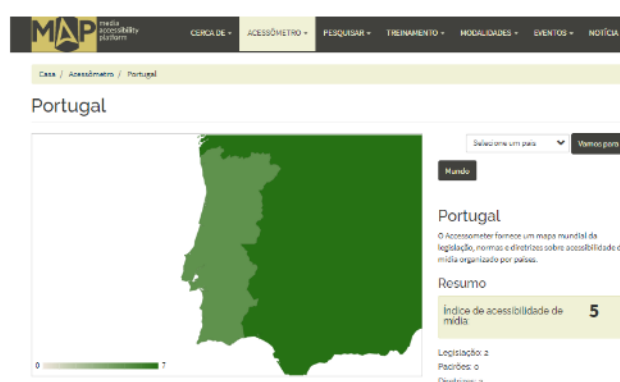 MAP media
accessibility
platform
CERCA DE ACESSÔMETRO PESQUISAR TREINAMENTO MODALIDADES EVENTOS NOTÍCIA
Casa / Acessômetro / Portugal
Portugal
Selecione um país Vamos para
Mundo
Portugal
O Accessometer fornece um mapa mundial da
legislação, normas e diretrizes sobre acessibilidade d
mídia organizado por países.
Resumo
Índice de acessibilidade de
mídia: 5
Legislação: 2
Padrões: 0
0 7